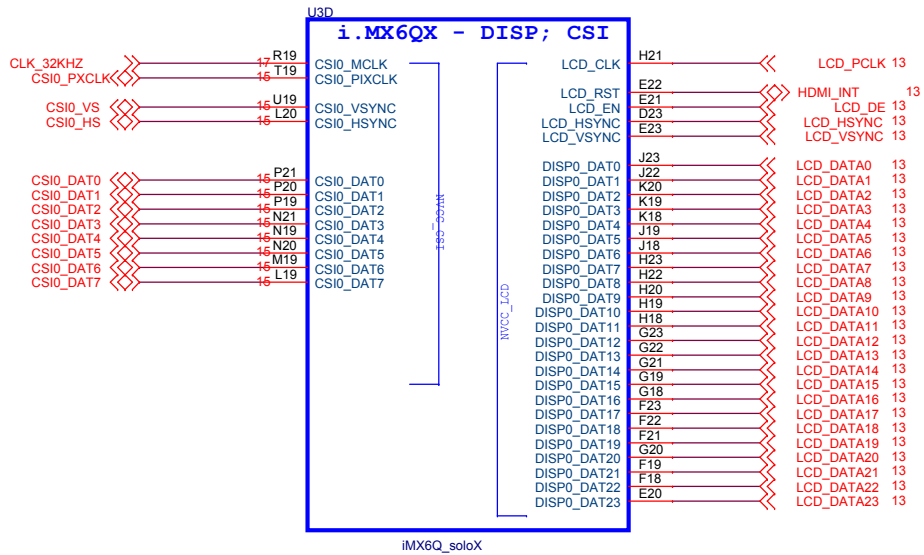 U3D
i.MX6QX - DISP; CSI
CLK_32KHZ 17 R19 CSI0_MCLK
CSI0_PXCLK 15 T19 CSI0_PIXCLK
CSI0_VS 15 U19 CSI0_VSYNC
CSI0_HS 15 L20 CSI0_HSYNC
CSI0_DAT0 15 P21 CSI0_DAT0
CSI0_DAT1 15 P20 CSI0_DAT1
CSI0_DAT2 15 P19 CSI0_DAT2
CSI0_DAT3 15 N21 CSI0_DAT3
CSI0_DAT4 15 N19 CSI0_DAT4
CSI0_DAT5 15 N20 CSI0_DAT5
CSI0_DAT6 15 M19 CSI0_DAT6
CSI0_DAT7 15 L19 CSI0_DAT7
NVCC_CSI
NVCC_LCD
LCD_CLK H21 LCD_PCLK 13
LCD_RST E22 HDMI_INT 13
LCD_EN E21 LCD_DE 13
LCD_HSYNC D23 LCD_HSYNC 13
LCD_VSYNC E23 LCD_VSYNC 13
DISP0_DAT0 J23 LCD_DATA0 13
DISP0_DAT1 J22 LCD_DATA1 13
DISP0_DAT2 K20 LCD_DATA2 13
DISP0_DAT3 K19 LCD_DATA3 13
DISP0_DAT4 K18 LCD_DATA4 13
DISP0_DAT5 J19 LCD_DATA5 13
DISP0_DAT6 J18 LCD_DATA6 13
DISP0_DAT7 H23 LCD_DATA7 13
DISP0_DAT8 H22 LCD_DATA8 13
DISP0_DAT9 H20 LCD_DATA9 13
DISP0_DAT10 H19 LCD_DATA10 13
DISP0_DAT11 H18 LCD_DATA11 13
DISP0_DAT12 G23 LCD_DATA12 13
DISP0_DAT13 G22 LCD_DATA13 13
DISP0_DAT14 G21 LCD_DATA14 13
DISP0_DAT15 G19 LCD_DATA15 13
DISP0_DAT16 G18 LCD_DATA16 13
DISP0_DAT17 F23 LCD_DATA17 13
DISP0_DAT18 F22 LCD_DATA18 13
DISP0_DAT19 F21 LCD_DATA19 13
DISP0_DAT20 G20 LCD_DATA20 13
DISP0_DAT21 F19 LCD_DATA21 13
DISP0_DAT22 F18 LCD_DATA22 13
DISP0_DAT23 E20 LCD_DATA23 13
iMX6Q_soloX